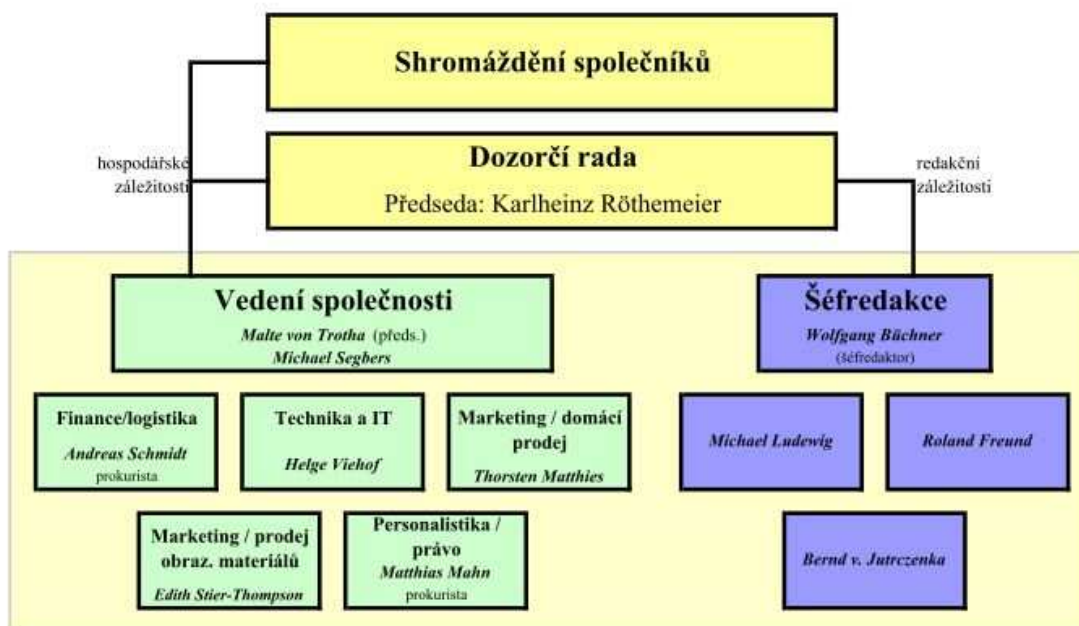 Shromáždění společníků
hospodářské
záležitosti
Dozorčí rada
Předseda: Karlheinz Röthemeier
redakční
záležitosti
Vedení společnosti
Malte von Trotha (předs.)
Michael Segbers
Šéfredakce
Wolfgang Büchner
(šéfredaktor)
Finance/logistika
Andreas Schmidt
prokurista
Technika a IT
Helge Viehof
Marketing / domácí
prodej
Thorsten Matthies
Michael Ludewig
Roland Freund
Marketing / prodej
obraz. materiálů
Edith Stier-Thompson
Personalistika /
právo
Matthias Mahn
prokurista
Bernd v. Jutrczenka